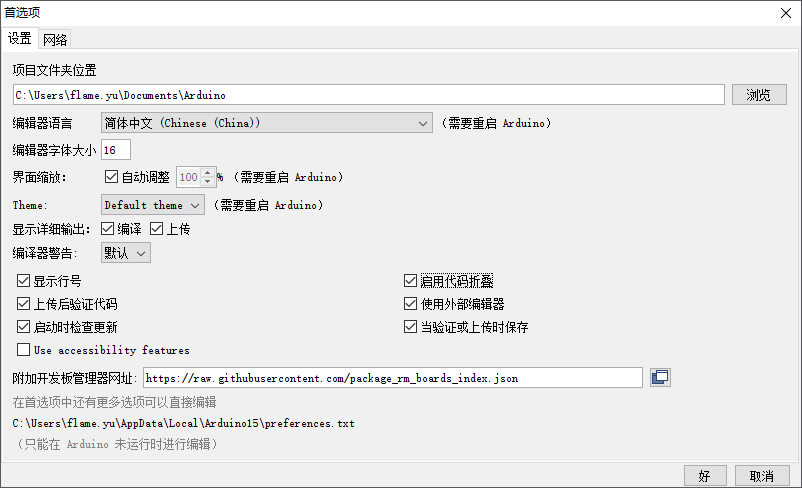 首选项
设置 网络
项目文件夹位置
C:\Users\flame.yu\Documents\Arduino 浏览
编辑器语言 简体中文 (Chinese (China)) （需要重启 Arduino）
编辑器字体大小 16
界面缩放： 自动调整 100 % （需要重启 Arduino）
Theme: Default theme （需要重启 Arduino）
显示详细输出： 编译 上传
编译器警告： 默认
显示行号 启用代码折叠
上传后验证代码 使用外部编辑器
启动时检查更新 当验证或上传时保存
Use accessibility features
附加开发板管理器网址： https://raw.githubusercontent.com/package_rm_boards_index.json
在首选项中还有更多选项可以直接编辑
C:\Users\flame.yu\AppData\Local\Arduino15\preferences.txt
（只能在 Arduino 未运行时进行编辑）
好 取消